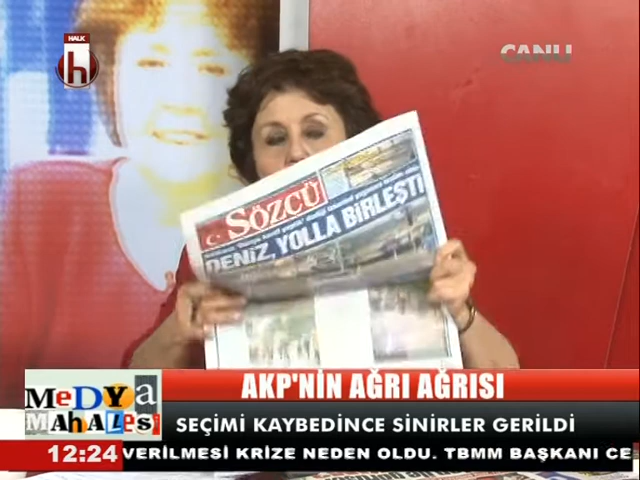 HALK
h
CANLI
SÖZCÜ
DENİZ, YOLLA BİRLEŞTİ
MeDYa
MaHaLesi
AKP'NİN AĞRI AĞRISI
SEÇİMİ KAYBEDİNCE SİNİRLER GERİLDİ
12:24 VERİLMESİ KRİZE NEDEN OLDU. TBMM BAŞKANI CE